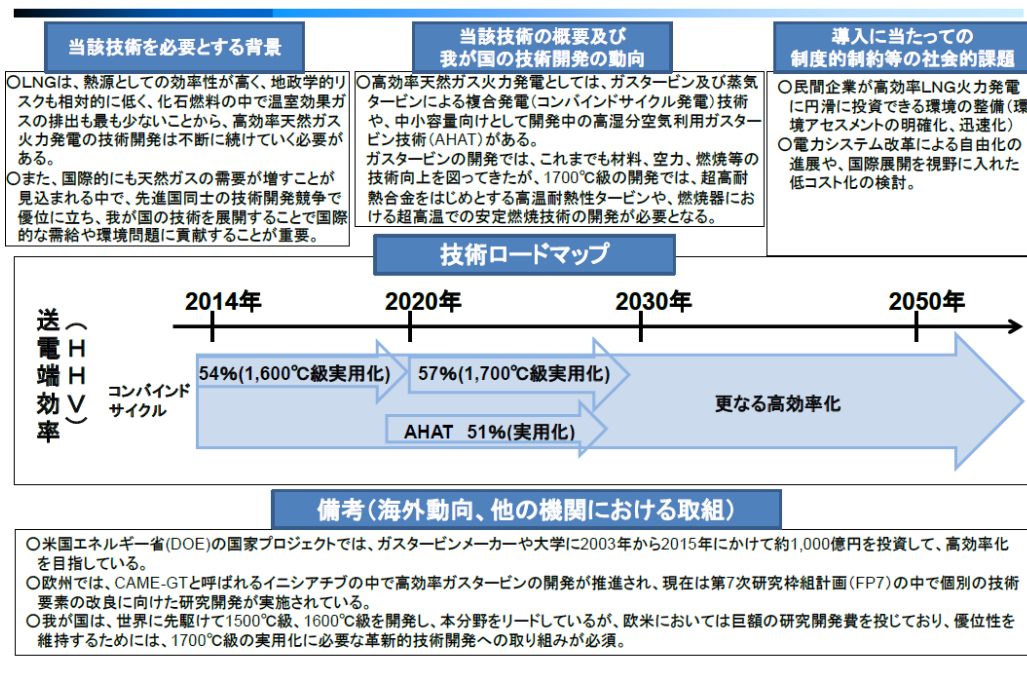 当該技術を必要とする背景
○LNGは、熱源としての効率性が高く、地政学的リ
スクも相対的に低く、化石燃料の中で温室効果ガ
スの排出も最も少ないことから、高効率天然ガス
火力発電の技術開発は不断に続けていく必要が
ある。
○また、国際的にも天然ガスの需要が増すことが
見込まれる中で、先進国同士の技術開発競争で
優位に立ち、我が国の技術を展開することで国際
的な需給や環境問題に貢献することが重要。
当該技術の概要及び
我が国の技術開発の動向
○高効率天然ガス火力発電としては、ガスタービン及び蒸気
タービンによる複合発電(コンバインドサイクル発電)技術
や、中小容量向けとして開発中の高湿分空気利用ガスター
ビン技術(AHAT)がある。
ガスタービンの開発では、これまでも材料、空力、燃焼等の
技術向上を図ってきたが、1700℃級の開発では、超高耐
熱合金をはじめとする高温耐熱性タービンや、燃焼器にお
ける超高温での安定燃焼技術の開発が必要となる。
導入に当たっての
制度的制約等の社会的課題
○民間企業が高効率LNG火力発電
に円滑に投資できる環境の整備(環
境アセスメントの明確化、迅速化)
○電力システム改革による自由化の
進展や、国際展開を視野に入れた
低コスト化の検討。
技術ロードマップ
2014年
2020年
2030年
2050年
送電端効率
(HHV)
コンバインド
サイクル
54%(1,600℃級実用化)
57%(1,700℃級実用化)
更なる高効率化
AHAT 51%(実用化)
備考(海外動向、他の機関における取組)
○米国エネルギー省(DOE)の国家プロジェクトでは、ガスタービンメーカーや大学に2003年から2015年にかけて約1,000億円を投資して、高効率化
を目指している。
○欧州では、CAME-GTと呼ばれるイニシアチブの中で高効率ガスタービンの開発が推進され、現在は第7次研究枠組計画(FP7)の中で個別の技術
要素の改良に向けた研究開発が実施されている。
○我が国は、世界に先駆けて1500℃級、1600℃級を開発し、本分野をリードしているが、欧米においては巨額の研究開発費を投じており、優位性を
維持するためには、1700℃級の実用化に必要な革新的技術開発への取り組みが必須。